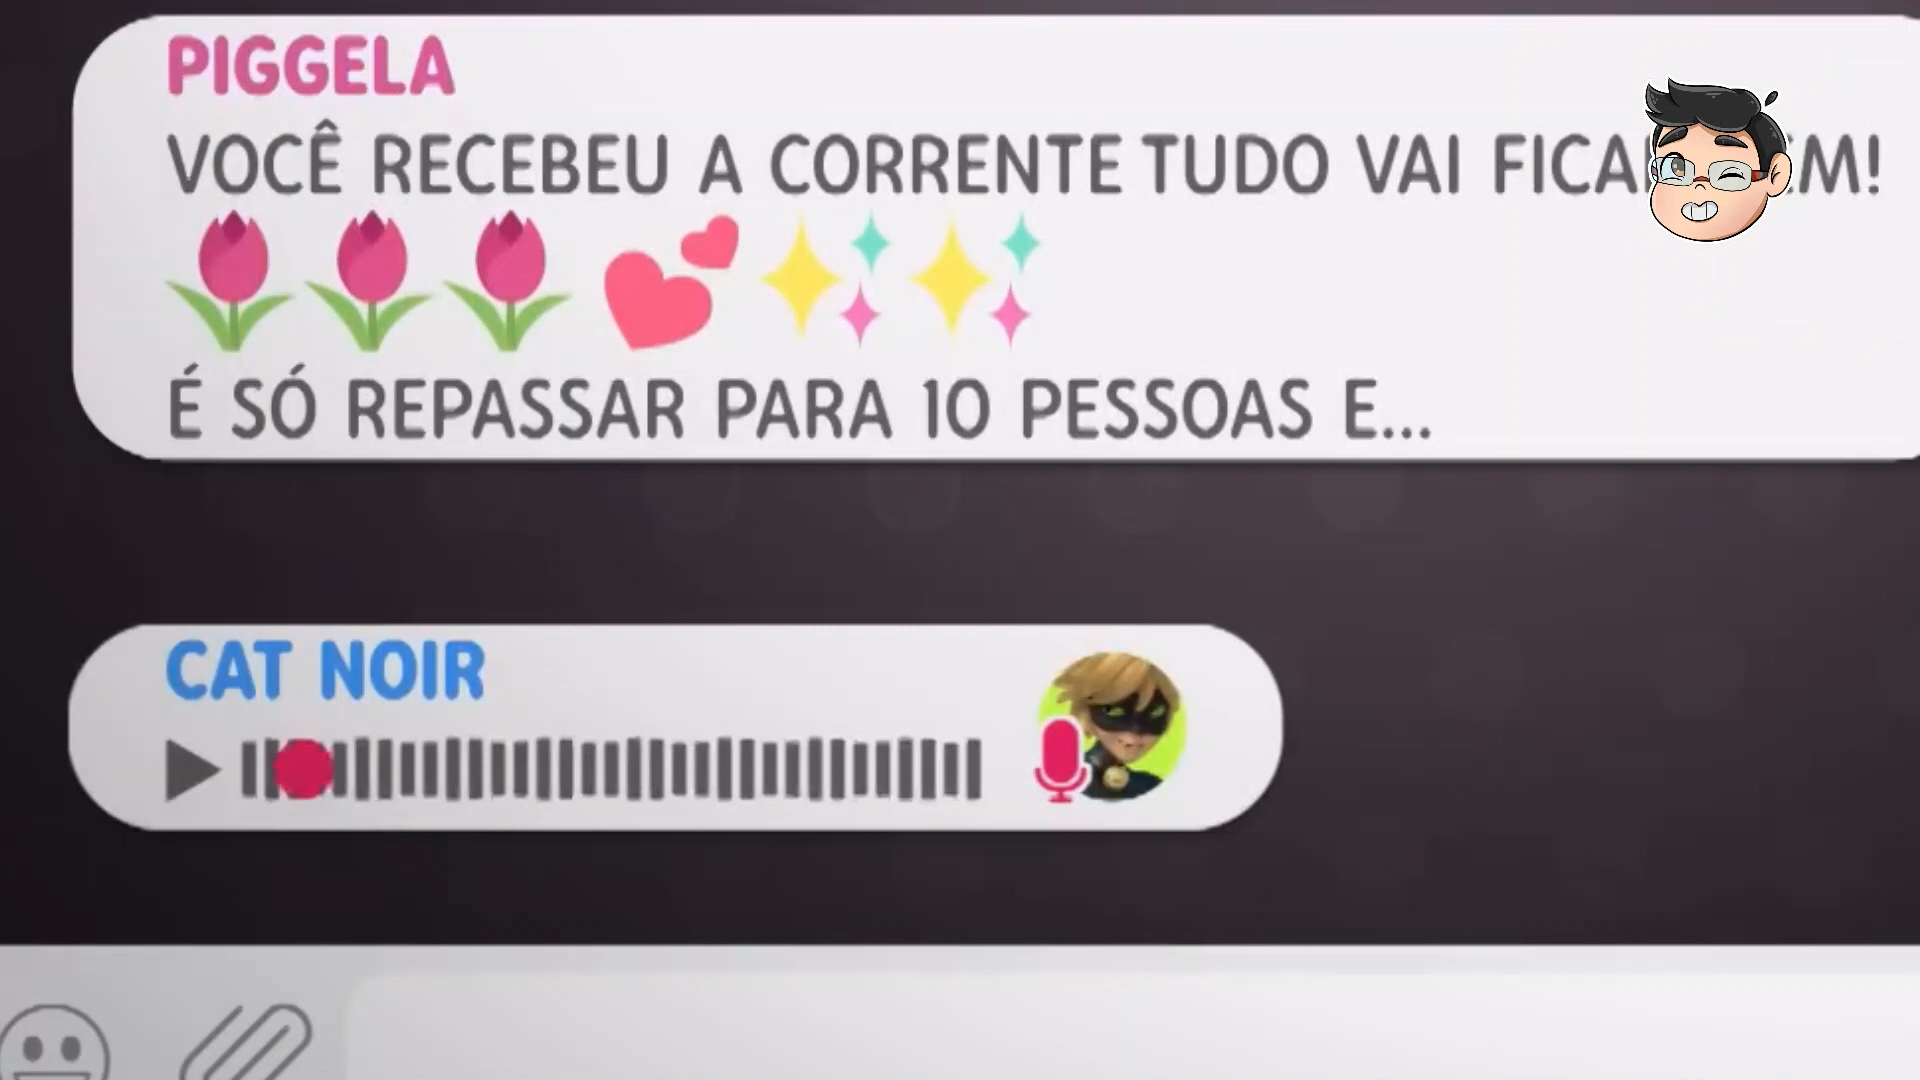 PIGGELA
VOCÊ RECEBEU A CORRENTE TUDO VAI
É SÓ REPASSAR PARA 10 PESSOAS E...
CAT NOIR